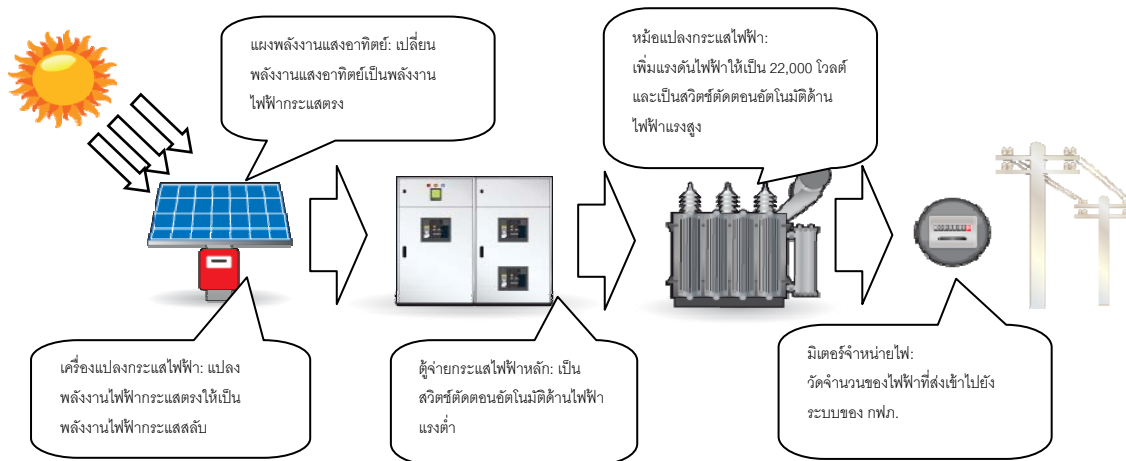 แผงพลังงานแสงอาทิตย์: เปลี่ยน
พลังงานแสงอาทิตย์เป็นพลังงาน
ไฟฟ้ากระแสตรง
หม้อแปลงกระแสไฟฟ้า:
เพิ่มแรงดันไฟฟ้าให้เป็น 22,000 โวลต์
และเป็นสวิตช์ตัดตอนอัตโนมัติด้าน
ไฟฟ้าแรงสูง
เครื่องแปลงกระแสไฟฟ้า: แปลง
พลังงานไฟฟ้ากระแสตรงให้เป็น
พลังงานไฟฟ้ากระแสสลับ
ตู้จ่ายกระแสไฟฟ้าหลัก: เป็น
สวิตช์ตัดตอนอัตโนมัติด้านไฟฟ้า
แรงต่ำ
มิเตอร์จำหน่ายไฟ:
วัดจำนวนของไฟฟ้าที่ส่งเข้าไปยัง
ระบบของ กฟภ.